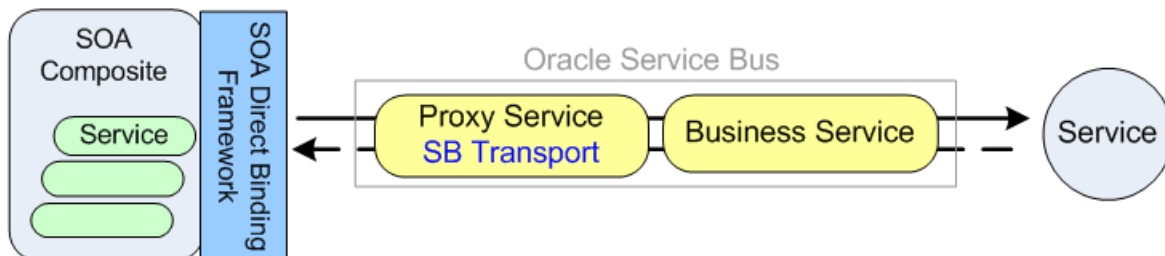 SOA
Composite
Service
SOA Direct Binding
Framework
Oracle Service Bus
Proxy Service
SB Transport
Business Service
Service